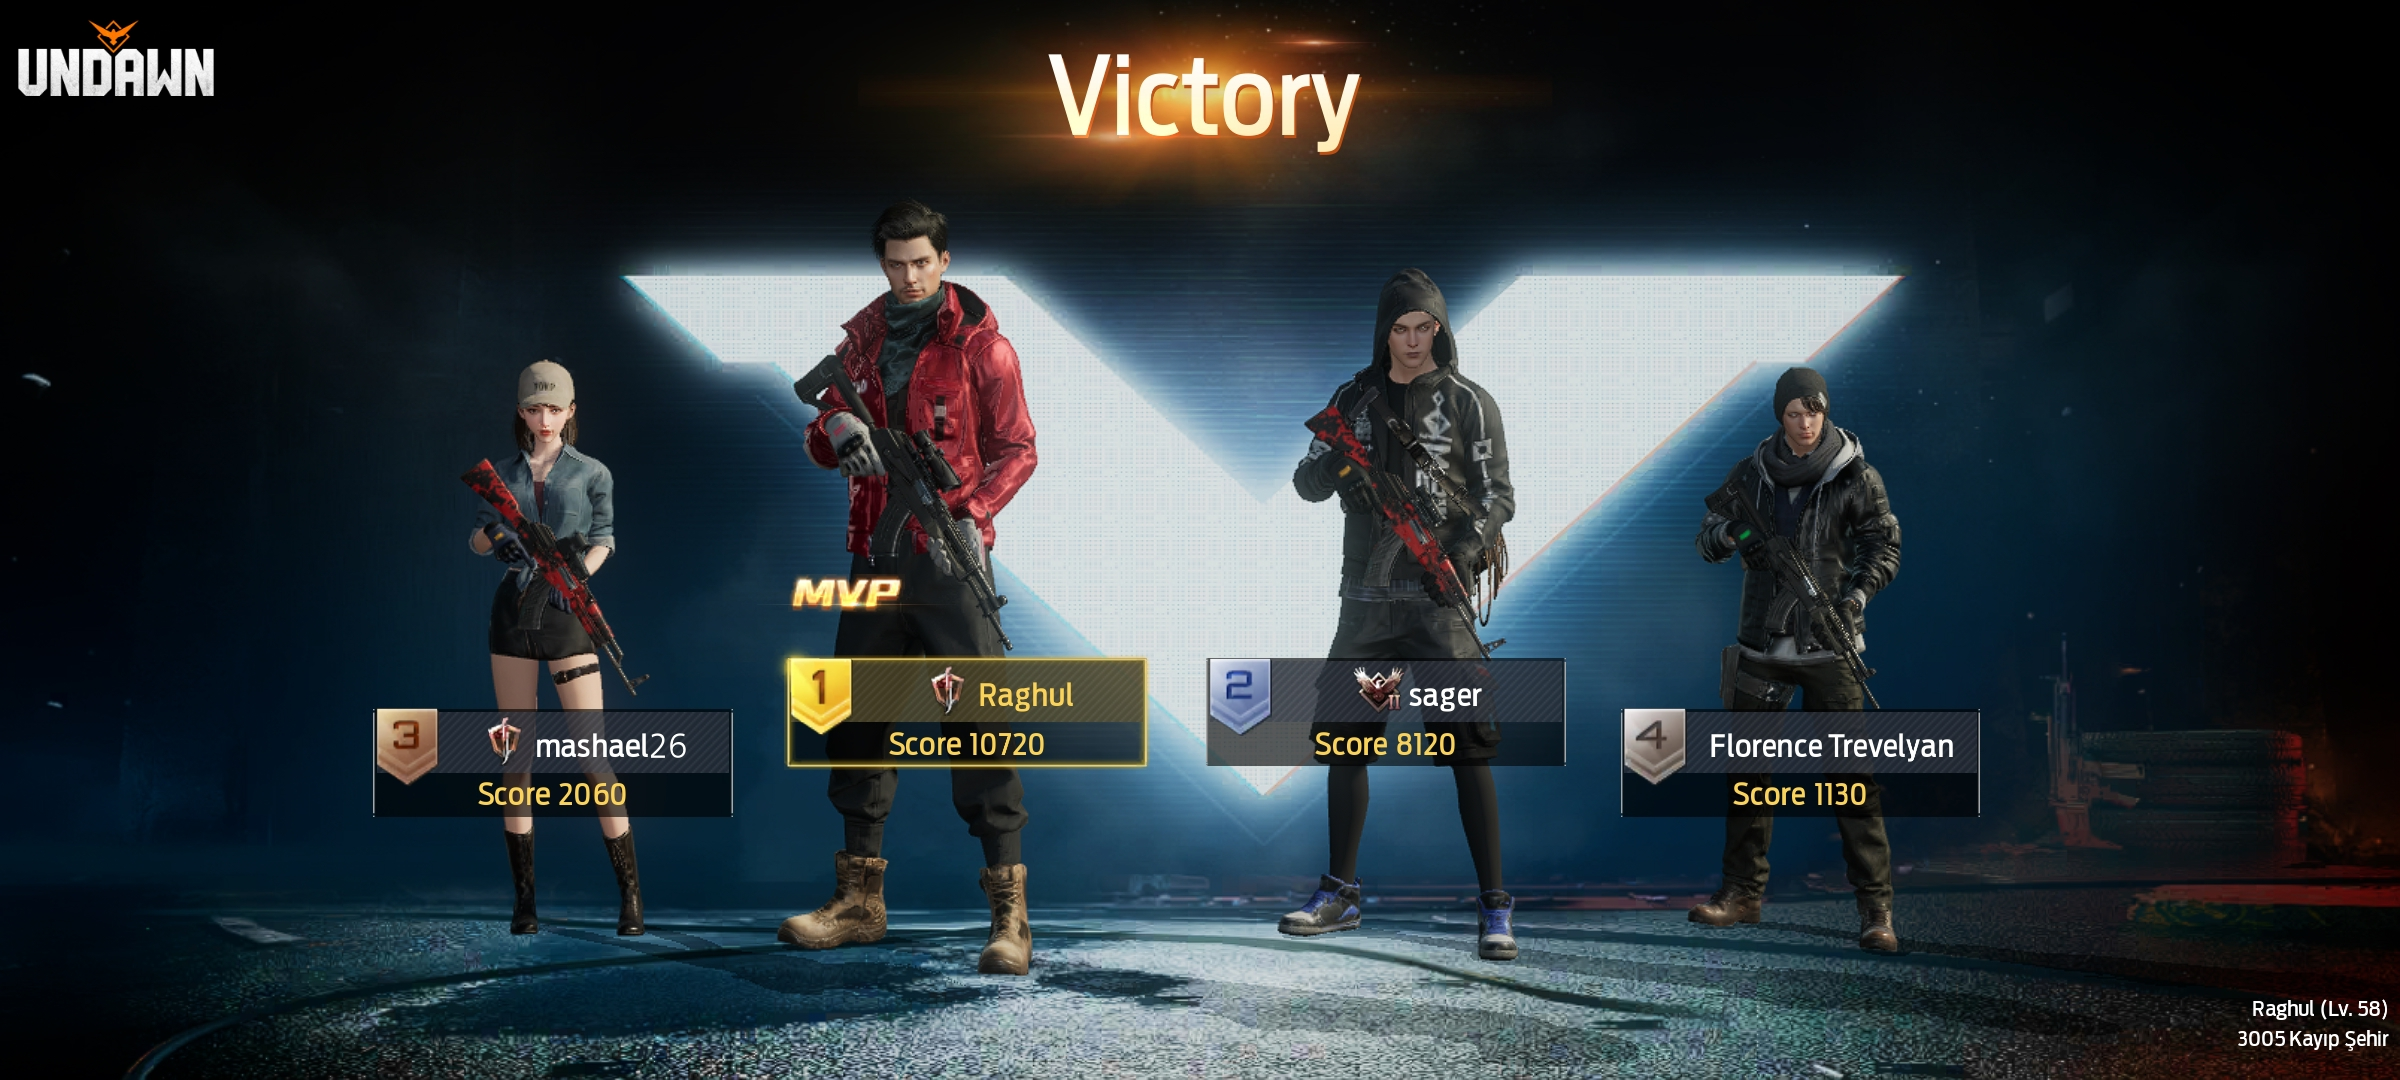 UNDAWN
Victory
MVP
3
mashael26
Score 2060
1
Raghul
Score 10720
2
II
sager
Score 8120
4
Florence Trevelyan
Score 1130
Raghul (Lv. 58)
3005 Kayıp Şehir